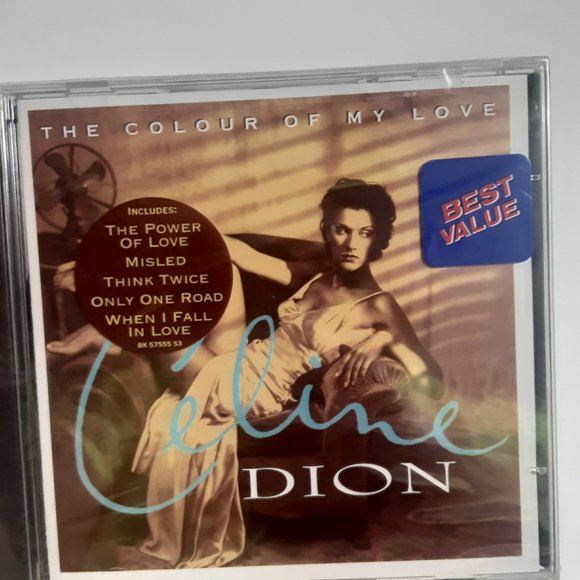 THE COLOUR OF MY LOVE
INCLUDES:
THE POWER
OF LOVE
MISLED
THINK TWICE
ONLY ONE ROAD
WHEN I FALL
IN LOVE
BK 57555 S3
BEST
VALUE
Céline
DION